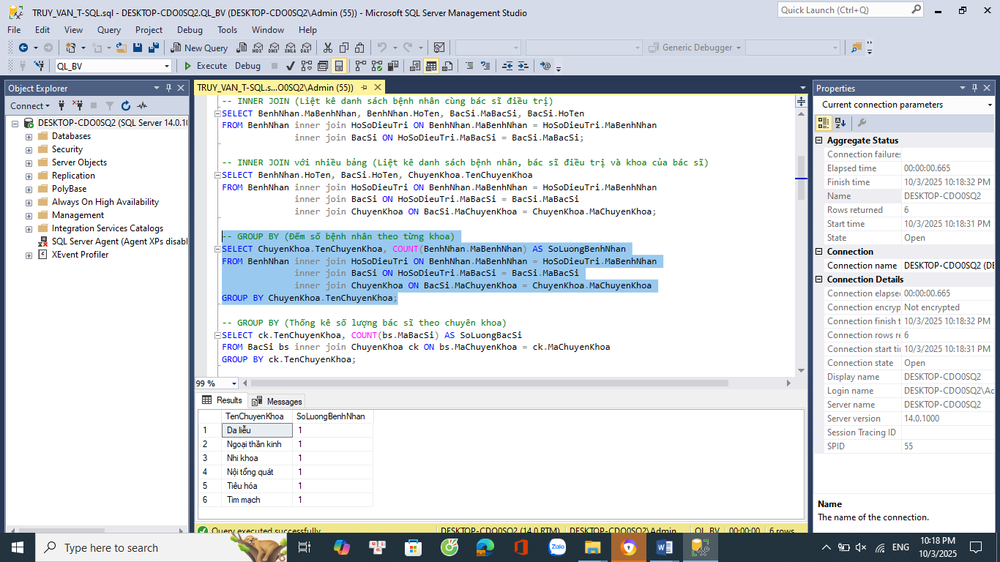 TRUY_VAN_T-SQL.sql - DESKTOP-CDO0SQ2.QL_BV (DESKTOP-CDO0SQ2\Admin (55)) - Microsoft SQL Server Management Studio
Quick Launch (Ctrl+Q)
File Edit View Query Project Debug Tools Window Help
New Query
MDX DMX XMLA DAX
Generic Debugger
QL_BV
Execute Debug
Object Explorer
Connect
DESKTOP-CDO0SQ2 (SQL Server 14.0.10
Databases
Security
Server Objects
Replication
PolyBase
Always On High Availability
Management
Integration Services Catalogs
SQL Server Agent (Agent XPs disabl
XEvent Profiler
TRUY_VAN_T-SQL.s...O0SQ2\Admin (55))
-- INNER JOIN (Liệt kê danh sách bệnh nhân cùng bác sĩ điều trị)
SELECT BenhNhan.MaBenhNhan, BenhNhan.HoTen, BacSi.MaBacSi, BacSi.HoTen
FROM BenhNhan inner join HoSoDieuTri ON BenhNhan.MaBenhNhan = HoSoDieuTri.MaBenhNhan
inner join BacSi ON HoSoDieuTri.MaBacSi = BacSi.MaBacSi;
-- INNER JOIN với nhiều bảng (Liệt kê danh sách bệnh nhân, bác sĩ điều trị và khoa của bác sĩ)
SELECT BenhNhan.HoTen, BacSi.HoTen, ChuyenKhoa.TenChuyenKhoa
FROM BenhNhan inner join HoSoDieuTri ON BenhNhan.MaBenhNhan = HoSoDieuTri.MaBenhNhan
inner join BacSi ON HoSoDieuTri.MaBacSi = BacSi.MaBacSi
inner join ChuyenKhoa ON BacSi.MaChuyenKhoa = ChuyenKhoa.MaChuyenKhoa;
-- GROUP BY (Đếm số bệnh nhân theo từng khoa)
SELECT ChuyenKhoa.TenChuyenKhoa, COUNT(BenhNhan.MaBenhNhan) AS SoLuongBenhNhan
FROM BenhNhan inner join HoSoDieuTri ON BenhNhan.MaBenhNhan = HoSoDieuTri.MaBenhNhan
inner join BacSi ON HoSoDieuTri.MaBacSi = BacSi.MaBacSi
inner join ChuyenKhoa ON BacSi.MaChuyenKhoa = ChuyenKhoa.MaChuyenKhoa
GROUP BY ChuyenKhoa.TenChuyenKhoa;
-- GROUP BY (Thống kê số lượng bác sĩ theo chuyên khoa)
SELECT ck.TenChuyenKhoa, COUNT(bs.MaBacSi) AS SoLuongBacSi
FROM BacSi bs inner join ChuyenKhoa ck ON bs.MaChuyenKhoa = ck.MaChuyenKhoa
GROUP BY ck.TenChuyenKhoa;
99 %
Results Messages
TenChuyenKhoa SoLuongBenhNhan
1 Da liễu 1
2 Ngoại thần kinh 1
3 Nhi khoa 1
4 Nội tổng quát 1
5 Tiêu hóa 1
6 Tim mạch 1
Query executed successfully. DESKTOP-CDO0SQ2 (14.0 RTM) DESKTOP-CDO0SQ2\Admin ... QL_BV 00:00:00 6 rows
Properties
Current connection parameters
Aggregate Status
Connection failures
Elapsed time 00:00:00.665
Finish time 10/3/2025 10:18:32 PM
Name DESKTOP-CDO0SQ2
Rows returned 6
Start time 10/3/2025 10:18:31 PM
State Open
Connection
Connection name DESKTOP-CDO0SQ2 (DE
Connection Details
Connection elapse 00:00:00.665
Connection encryp Not encrypted
Connection finish t 10/3/2025 10:18:32 PM
Connection rows re 6
Connection start tin 10/3/2025 10:18:31 PM
Connection state Open
Display name DESKTOP-CDO0SQ2
Login name DESKTOP-CDO0SQ2\Ad
Server name DESKTOP-CDO0SQ2
Server version 14.0.1000
Session Tracing ID
SPID 55
Name
The name of the connection.
Type here to search
Zalo
ENG
10:18 PM
10/3/2025